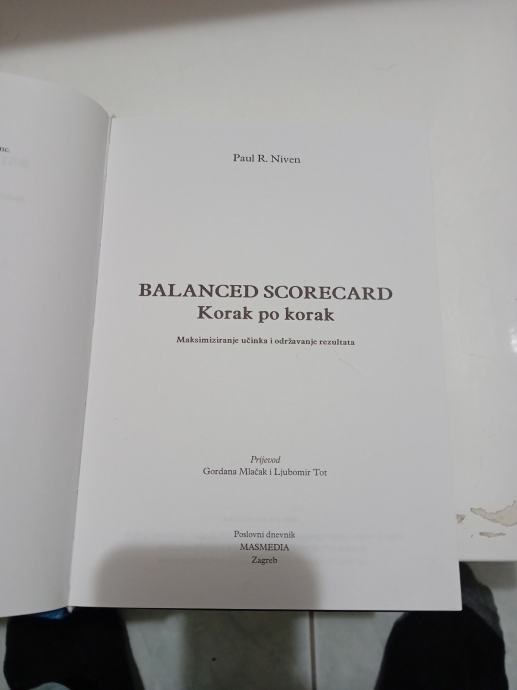 nc.
Paul R. Niven
BALANCED SCORECARD
Korak po korak
Maksimiziranje učinka i održavanje rezultata
Prijevod
Gordana Mlačak i Ljubomir Tot
Poslovni dnevnik
MASMEDIA
Zagreb